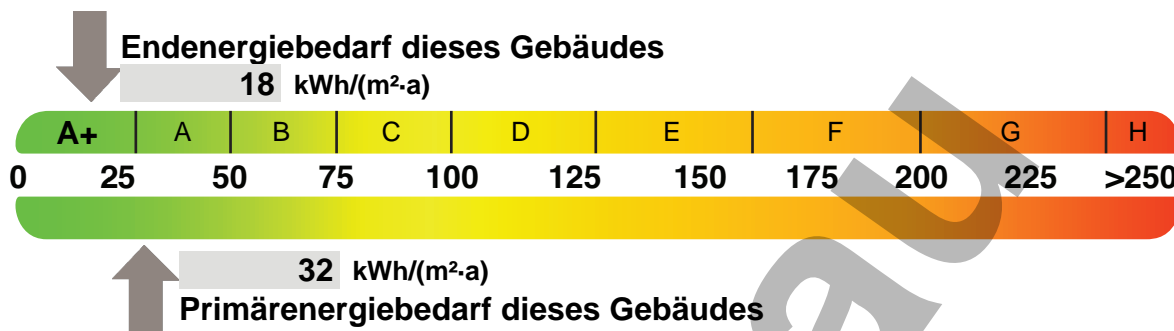 Endenergiebedarf dieses Gebäudes
18 kWh/(m²·a)
A+ A B C D E F G H
0 25 50 75 100 125 150 175 200 225 >250
32 kWh/(m²·a)
Primärenergiebedarf dieses Gebäudes
au